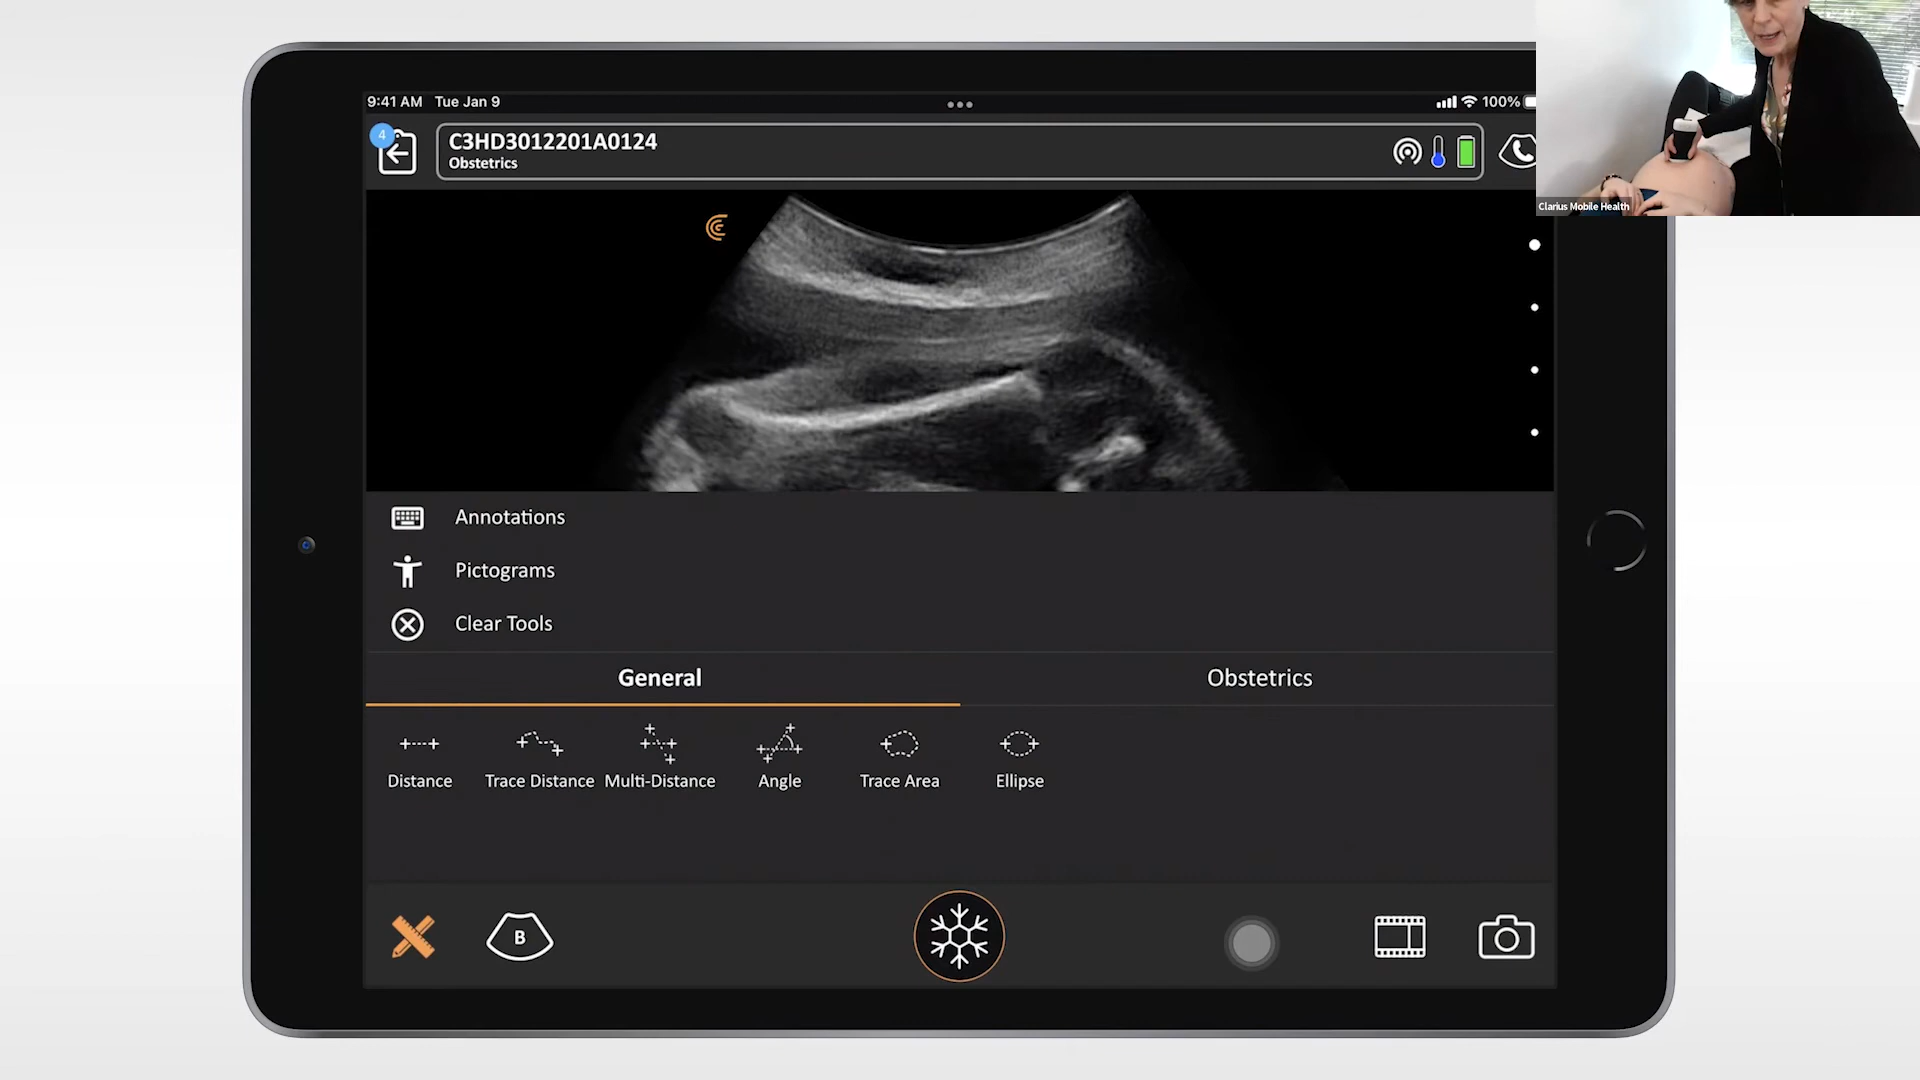 9:41 AM Tue Jan 9
100%
4
C3HD3012201A0124
Obstetrics
Clarius Mobile Health
Annotations
Pictograms
Clear Tools
General
Obstetrics
Distance
Trace Distance
Multi-Distance
Angle
Trace Area
Ellipse
B